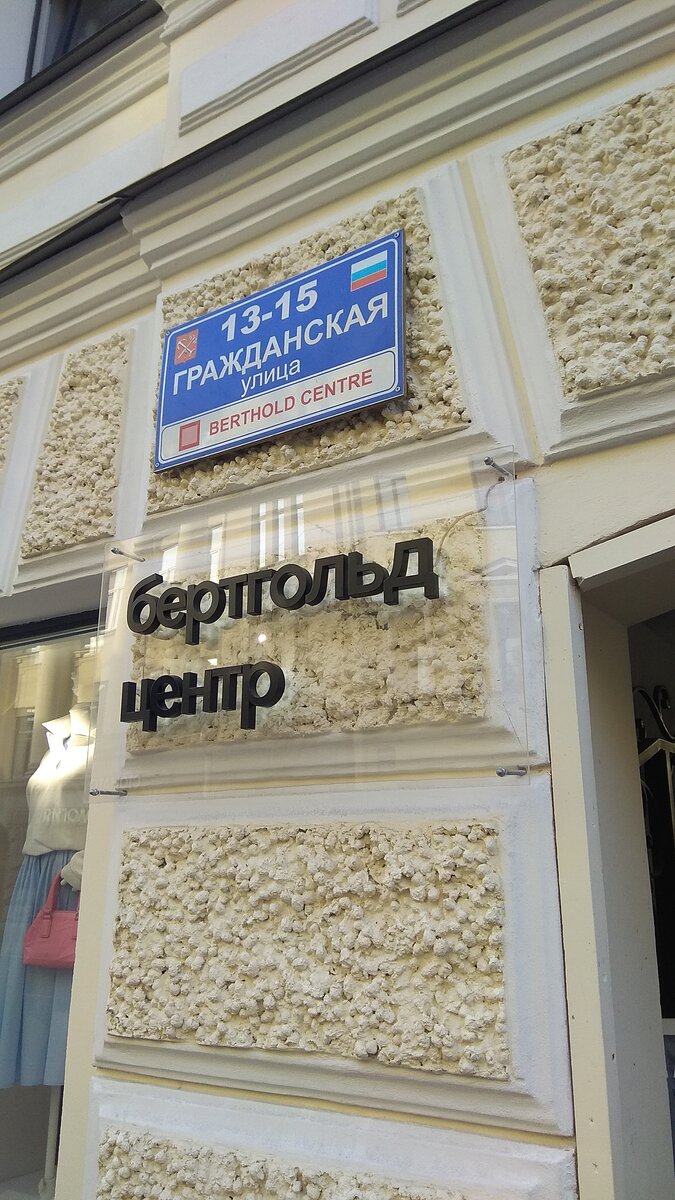 13-15
ГРАЖДАНСКАЯ
улица
BERTHOLD CENTRE
бертгольд
центр